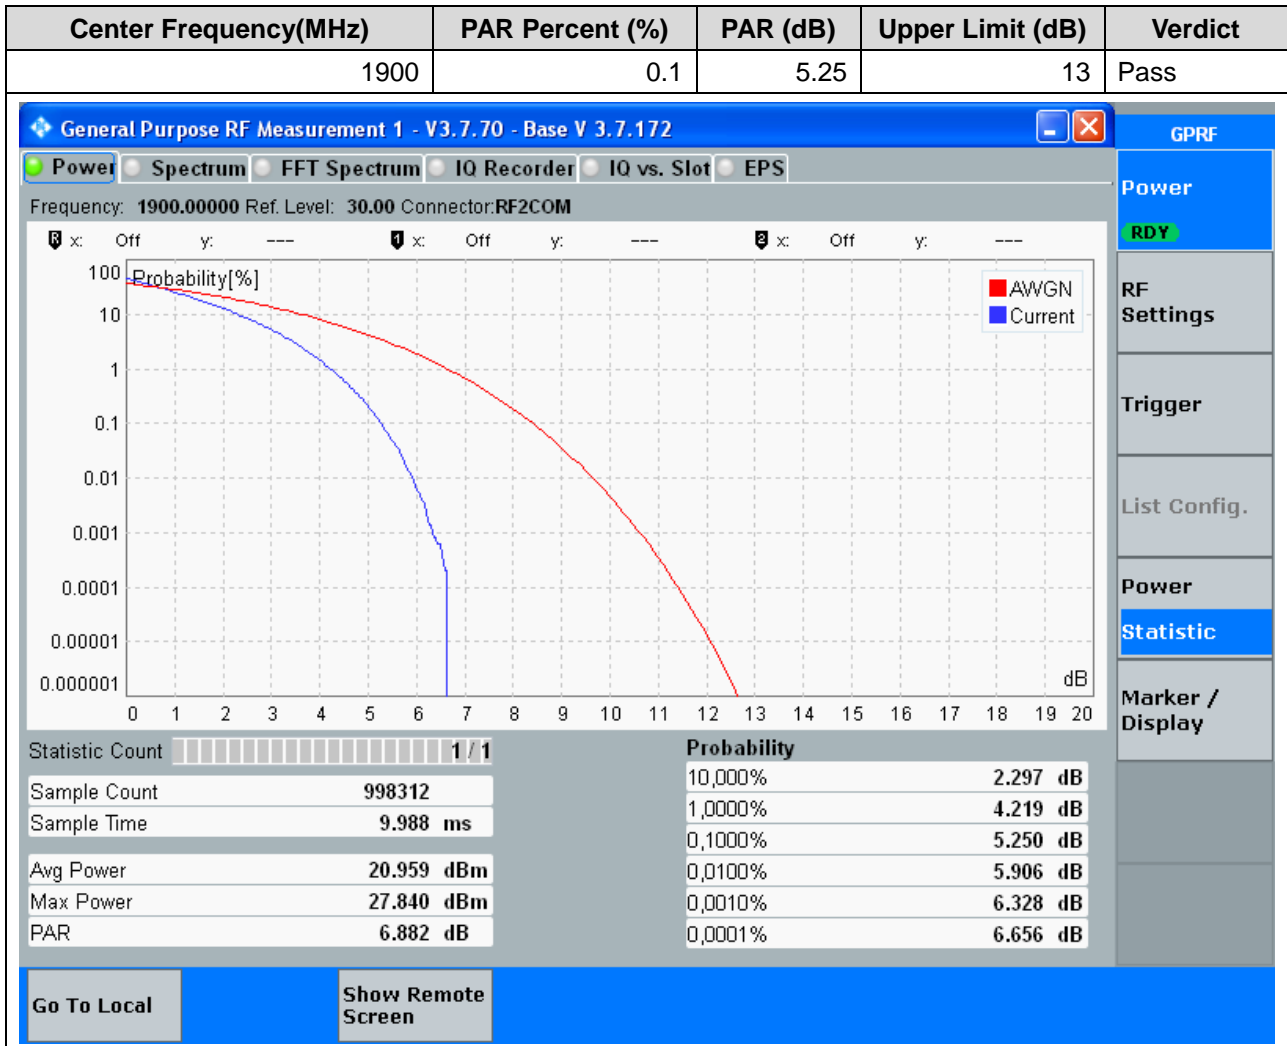 Center Frequency(MHz) PAR Percent (%) PAR (dB) Upper Limit (dB) Verdict
1900 0.1 5.25 13 Pass
General Purpose RF Measurement 1 - V3.7.70 - Base V 3.7.172
GPRF
Power Spectrum FFT Spectrum IQ Recorder IQ vs. Slot EPS
Power
RDY
Frequency: 1900.00000 Ref. Level: 30.00 Connector:RF2COM
R x: Off y: --- 1 x: Off y: --- 2 x: Off y: ---
Probability[%]
AWGN
Current
100
10
1
0.1
0.01
0.001
0.0001
0.00001
0.000001
dB
0 1 2 3 4 5 6 7 8 9 10 11 12 13 14 15 16 17 18 19 20
RF
Settings
Trigger
List Config.
Power
Statistic
Marker /
Display
Statistic Count 1 / 1
Sample Count 998312
Sample Time 9.988 ms
Avg Power 20.959 dBm
Max Power 27.840 dBm
PAR 6.882 dB
Probability
10,000% 2.297 dB
1,0000% 4.219 dB
0,1000% 5.250 dB
0,0100% 5.906 dB
0,0010% 6.328 dB
0,0001% 6.656 dB
Go To Local
Show Remote
Screen